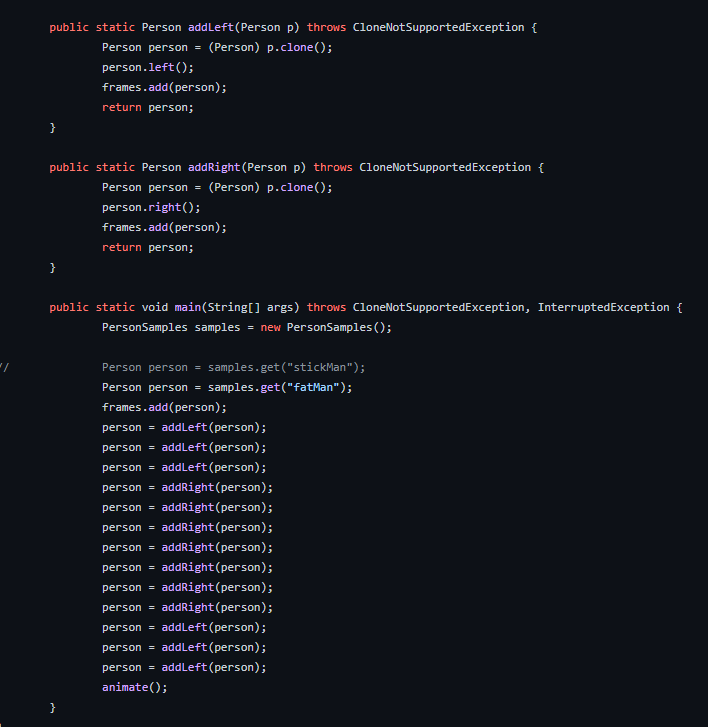 public static Person addLeft(Person p) throws CloneNotSupportedException {
Person person = (Person) p.clone();
person.left();
frames.add(person);
return person;
}
public static Person addRight(Person p) throws CloneNotSupportedException {
Person person = (Person) p.clone();
person.right();
frames.add(person);
return person;
}
public static void main(String[] args) throws CloneNotSupportedException, InterruptedException {
PersonSamples samples = new PersonSamples();
// Person person = samples.get("stickMan");
Person person = samples.get("fatMan");
frames.add(person);
person = addLeft(person);
person = addLeft(person);
person = addLeft(person);
person = addRight(person);
person = addRight(person);
person = addRight(person);
person = addRight(person);
person = addRight(person);
person = addRight(person);
person = addRight(person);
person = addLeft(person);
person = addLeft(person);
person = addLeft(person);
animate();
}